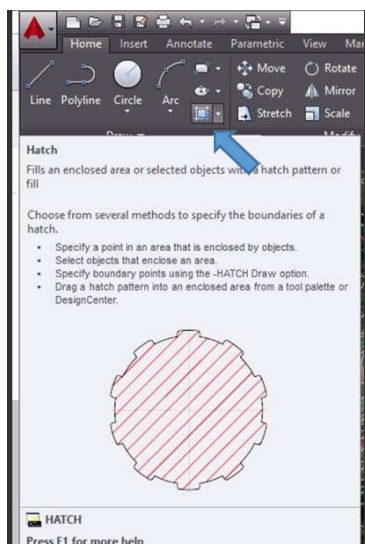 Home Insert Annotate Parametric View
Line Polyline Circle Arc
Move Rotate
Copy Mirror
Stretch Scale
Hatch
Fills an enclosed area or selected objects with a hatch pattern or
fill
Choose from several methods to specify the boundaries of a
hatch.
• Specify a point in an area that is enclosed by objects.
• Select objects that enclose an area.
• Specify boundary points using the -HATCH Draw option.
• Drag a hatch pattern into an enclosed area from a tool palette or
DesignCenter.
HATCH
Press F1 for more help